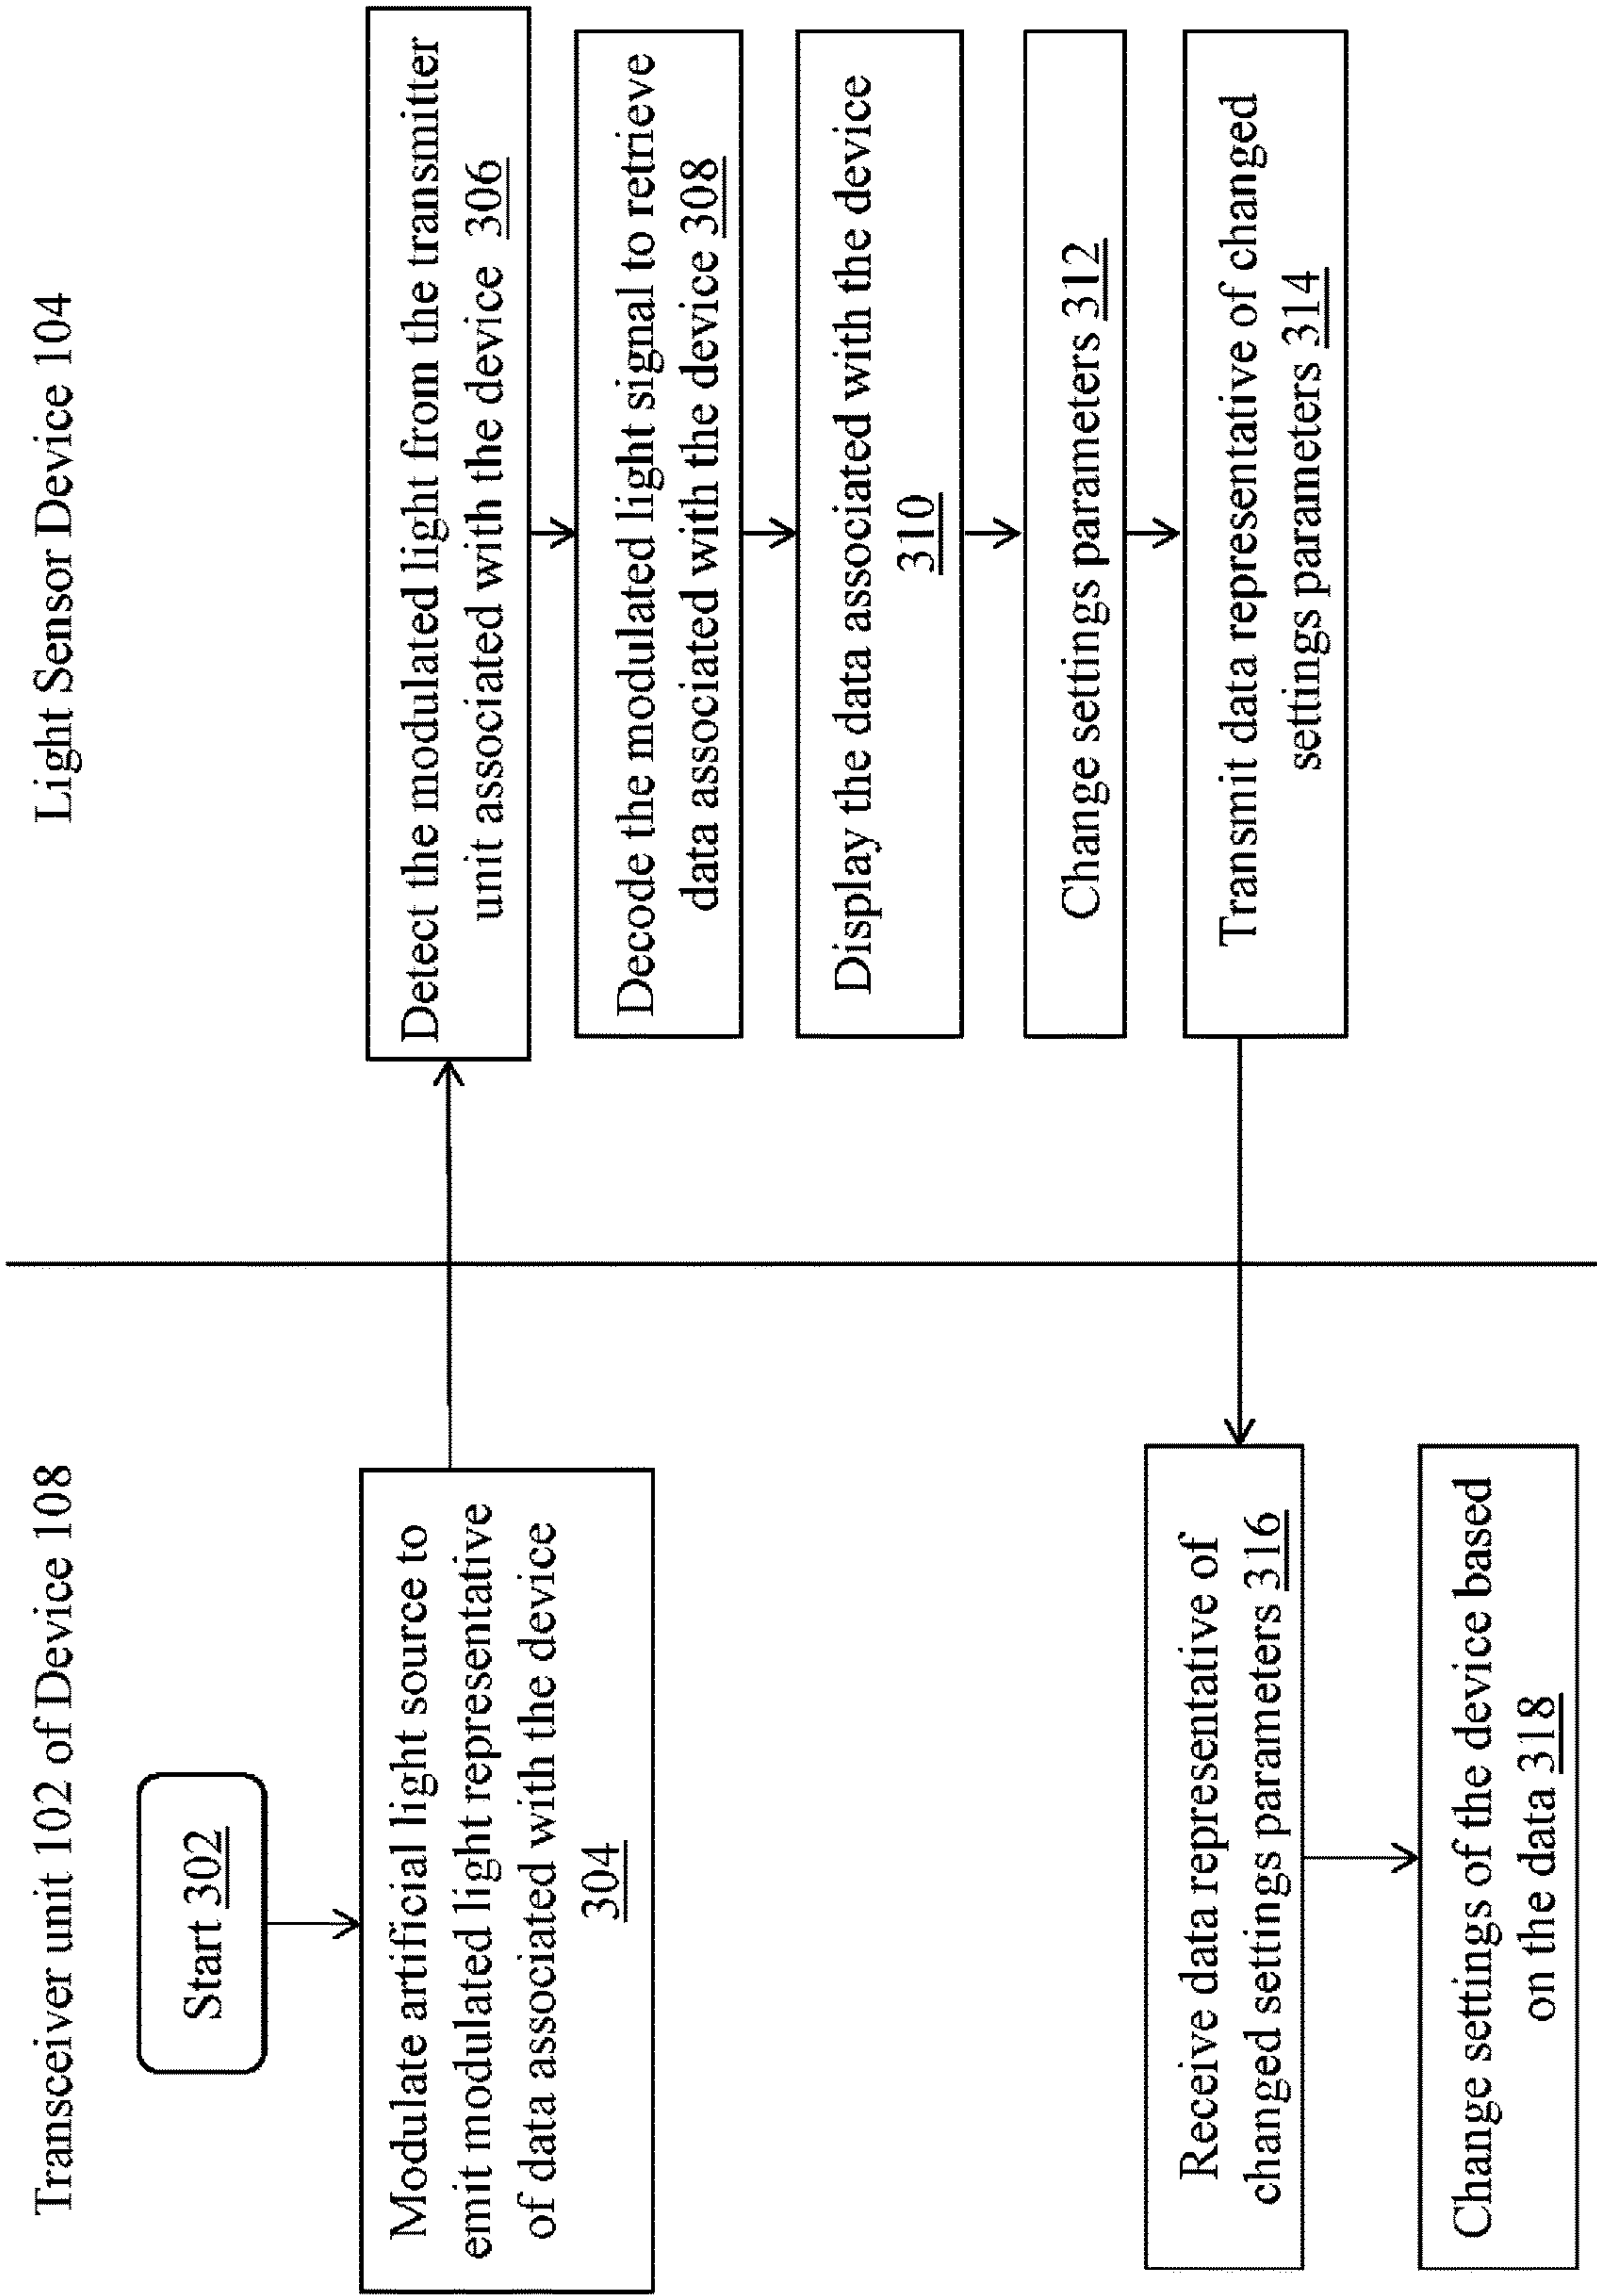 Transceiver unit 102 of Device 108
Start 302
Modulate artificial light source to
emit modulated light representative
of data associated with the device
304
Receive data representative of
changed settings parameters 316
Change settings of the device based
on the data 318
Light Sensor Device 104
Detect the modulated light from the transmitter
unit associated with the device 306
Decode the modulated light signal to retrieve
data associated with the device 308
Display the data associated with the device
310
Change settings parameters 312
Transmit data representative of changed
settings parameters 314